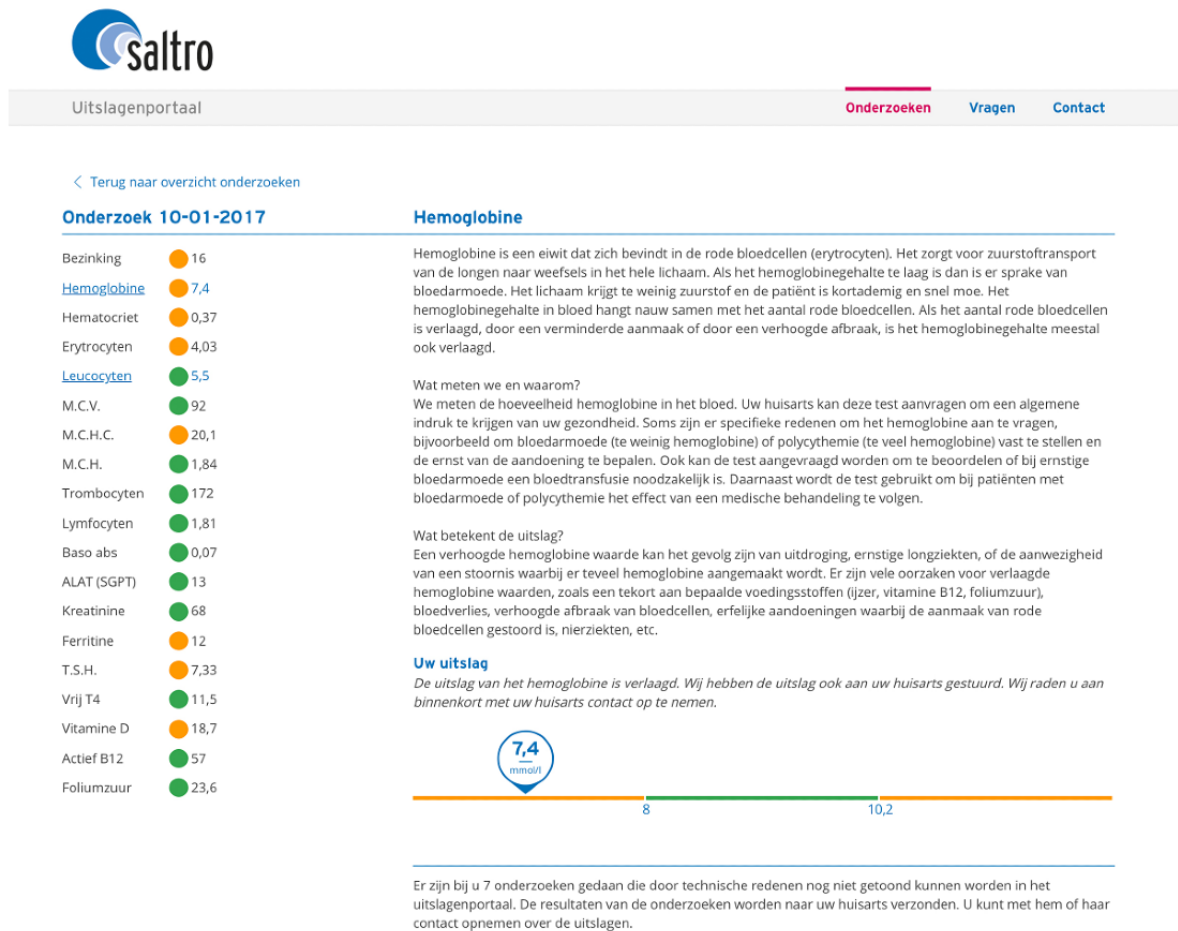 saltro
Uitslagenportaal
Onderzoeken
Vragen
Contact
Terug naar overzicht onderzoeken
Onderzoek 10-01-2017
Bezinking 16
Hemoglobine 7,4
Hematocriet 0,37
Erytrocyten 4,03
Leucocyten 5,5
M.C.V. 92
M.C.H.C. 20,1
M.C.H. 1,84
Trombocyten 172
Lymfocyten 1,81
Baso abs 0,07
ALAT (SGPT) 13
Kreatinine 68
Ferritine 12
T.S.H. 7,33
Vrij T4 11,5
Vitamine D 18,7
Actief B12 57
Foliumzuur 23,6
Hemoglobine
Hemoglobine is een eiwit dat zich bevindt in de rode bloedcellen (erytrocyten). Het zorgt voor zuurstoftransport
van de longen naar weefsels in het hele lichaam. Als het hemoglobinegehalte te laag is dan is er sprake van
bloedarmoede. Het lichaam krijgt te weinig zuurstof en de patiënt is kortademig en snel moe. Het
hemoglobinegehalte in bloed hangt nauw samen met het aantal rode bloedcellen. Als het aantal rode bloedcellen
is verlaagd, door een verminderde aanmaak of door een verhoogde afbraak, is het hemoglobinegehalte meestal
ook verlaagd.
Wat meten we en waarom?
We meten de hoeveelheid hemoglobine in het bloed. Uw huisarts kan deze test aanvragen om een algemene
indruk te krijgen van uw gezondheid. Soms zijn er specifieke redenen om het hemoglobine aan te vragen,
bijvoorbeeld om bloedarmoede (te weinig hemoglobine) of polycythemie (te veel hemoglobine) vast te stellen en
de ernst van de aandoening te bepalen. Ook kan de test aangevraagd worden om te beoordelen of bij ernstige
bloedarmoede een bloedtransfusie noodzakelijk is. Daarnaast wordt de test gebruikt om bij patiënten met
bloedarmoede of polycythemie het effect van een medische behandeling te volgen.
Wat betekent de uitslag?
Een verhoogde hemoglobine waarde kan het gevolg zijn van uitdroging, ernstige longziekten, of de aanwezigheid
van een stoornis waarbij er teveel hemoglobine aangemaakt wordt. Er zijn vele oorzaken voor verlaagde
hemoglobine waarden, zoals een tekort aan bepaalde voedingsstoffen (ijzer, vitamine B12, foliumzuur),
bloedverlies, verhoogde afbraak van bloedcellen, erfelijke aandoeningen waarbij de aanmaak van rode
bloedcellen gestoord is, nierziekten, etc.
Uw uitslag
De uitslag van het hemoglobine is verlaagd. Wij hebben de uitslag ook aan uw huisarts gestuurd. Wij raden u aan
binnenkort met uw huisarts contact op te nemen.
7,4
mmol/l
8
10,2
Er zijn bij u 7 onderzoeken gedaan die door technische redenen nog niet getoond kunnen worden in het
uitslagenportaal. De resultaten van de onderzoeken worden naar uw huisarts verzonden. U kunt met hem of haar
contact opnemen over de uitslagen.